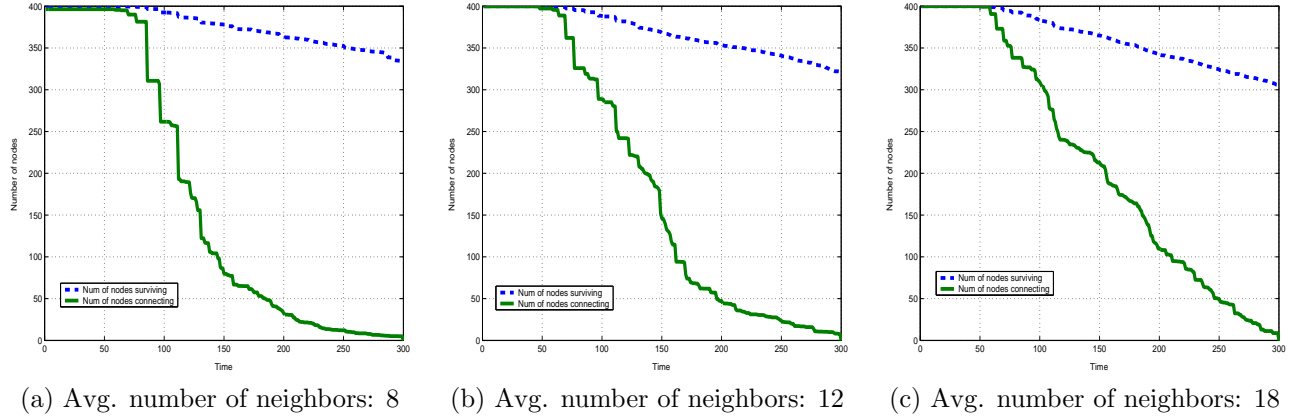 400
350
300
250
200
150
100
50
0
Number of nodes
0 50 100 150 200 250 300
Time
Num of nodes surviving
Num of nodes connecting
(a) Avg. number of neighbors: 8
400
350
300
250
200
150
100
50
0
Number of nodes
0 50 100 150 200 250 300
Time
Num of nodes surviving
Num of nodes connecting
(b) Avg. number of neighbors: 12
400
350
300
250
200
150
100
50
0
Number of nodes
0 50 100 150 200 250 300
Time
Num of nodes surviving
Num of nodes connecting
(c) Avg. number of neighbors: 18